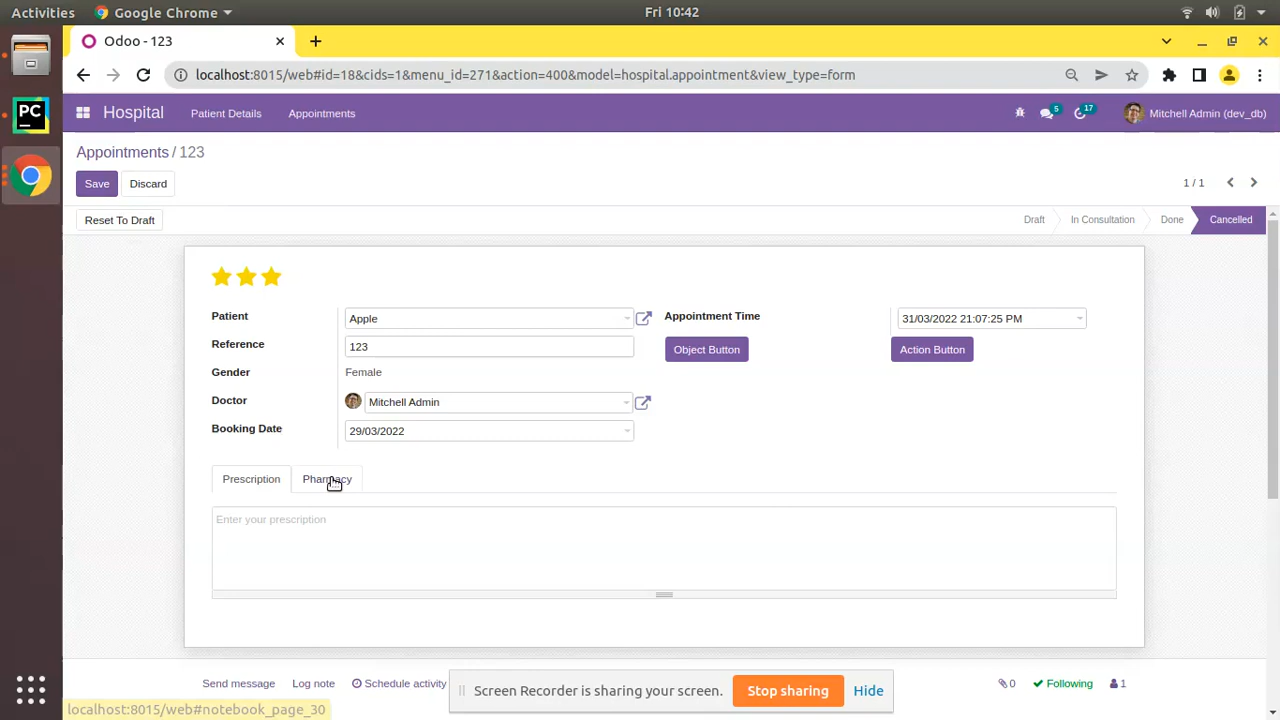 Activities Google Chrome Fri 10:42
Odoo - 123
localhost:8015/web#id=18&cids=1&menu_id=271&action=400&model=hospital.appointment&view_type=form
PC
Hospital Patient Details Appointments 5 17 Mitchell Admin (dev_db)
Appointments / 123
Save Discard 1 / 1
Reset To Draft Draft In Consultation Done Cancelled
Patient Apple Appointment Time 31/03/2022 21:07:25 PM
Reference 123 Object Button Action Button
Gender Female
Doctor Mitchell Admin
Booking Date 29/03/2022
Prescription Pharmacy
Enter your prescription
Send message Log note Schedule activity 0 Following 1
Screen Recorder is sharing your screen. Stop sharing Hide
localhost:8015/web#notebook_page_30